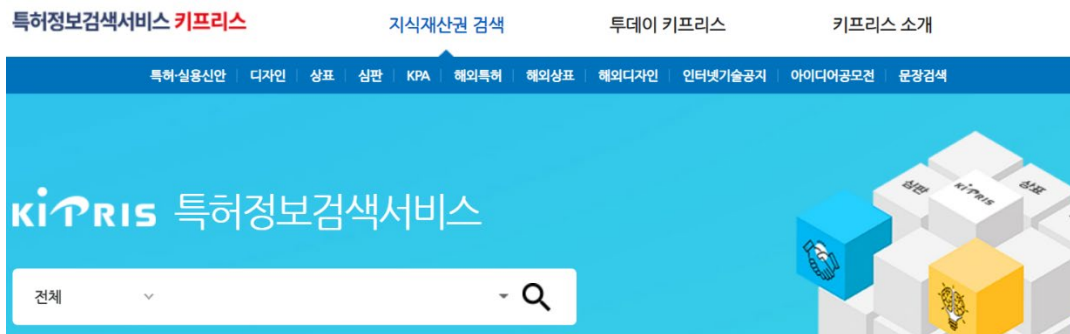 특허정보검색서비스 키프리스 지식재산권 검색 투데이 키프리스 키프리스 소개
특허·실용신안 디자인 상표 심판 KPA 해외특허 해외상표 해외디자인 인터넷기술공지 아이디어공모전 문장검색
심판 KIPRIS 상표
KIPRIS 특허정보검색서비스
전체